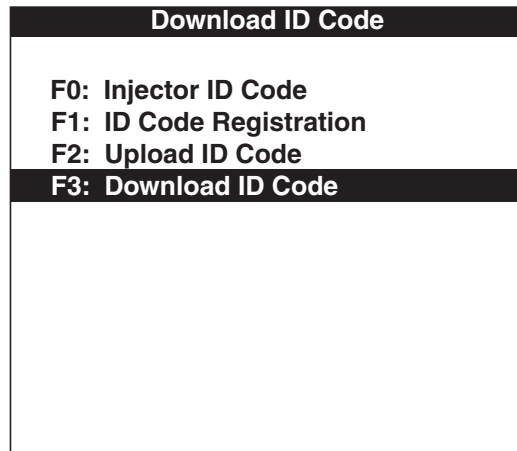 Download ID Code
F0: Injector ID Code
F1: ID Code Registration
F2: Upload ID Code
F3: Download ID Code